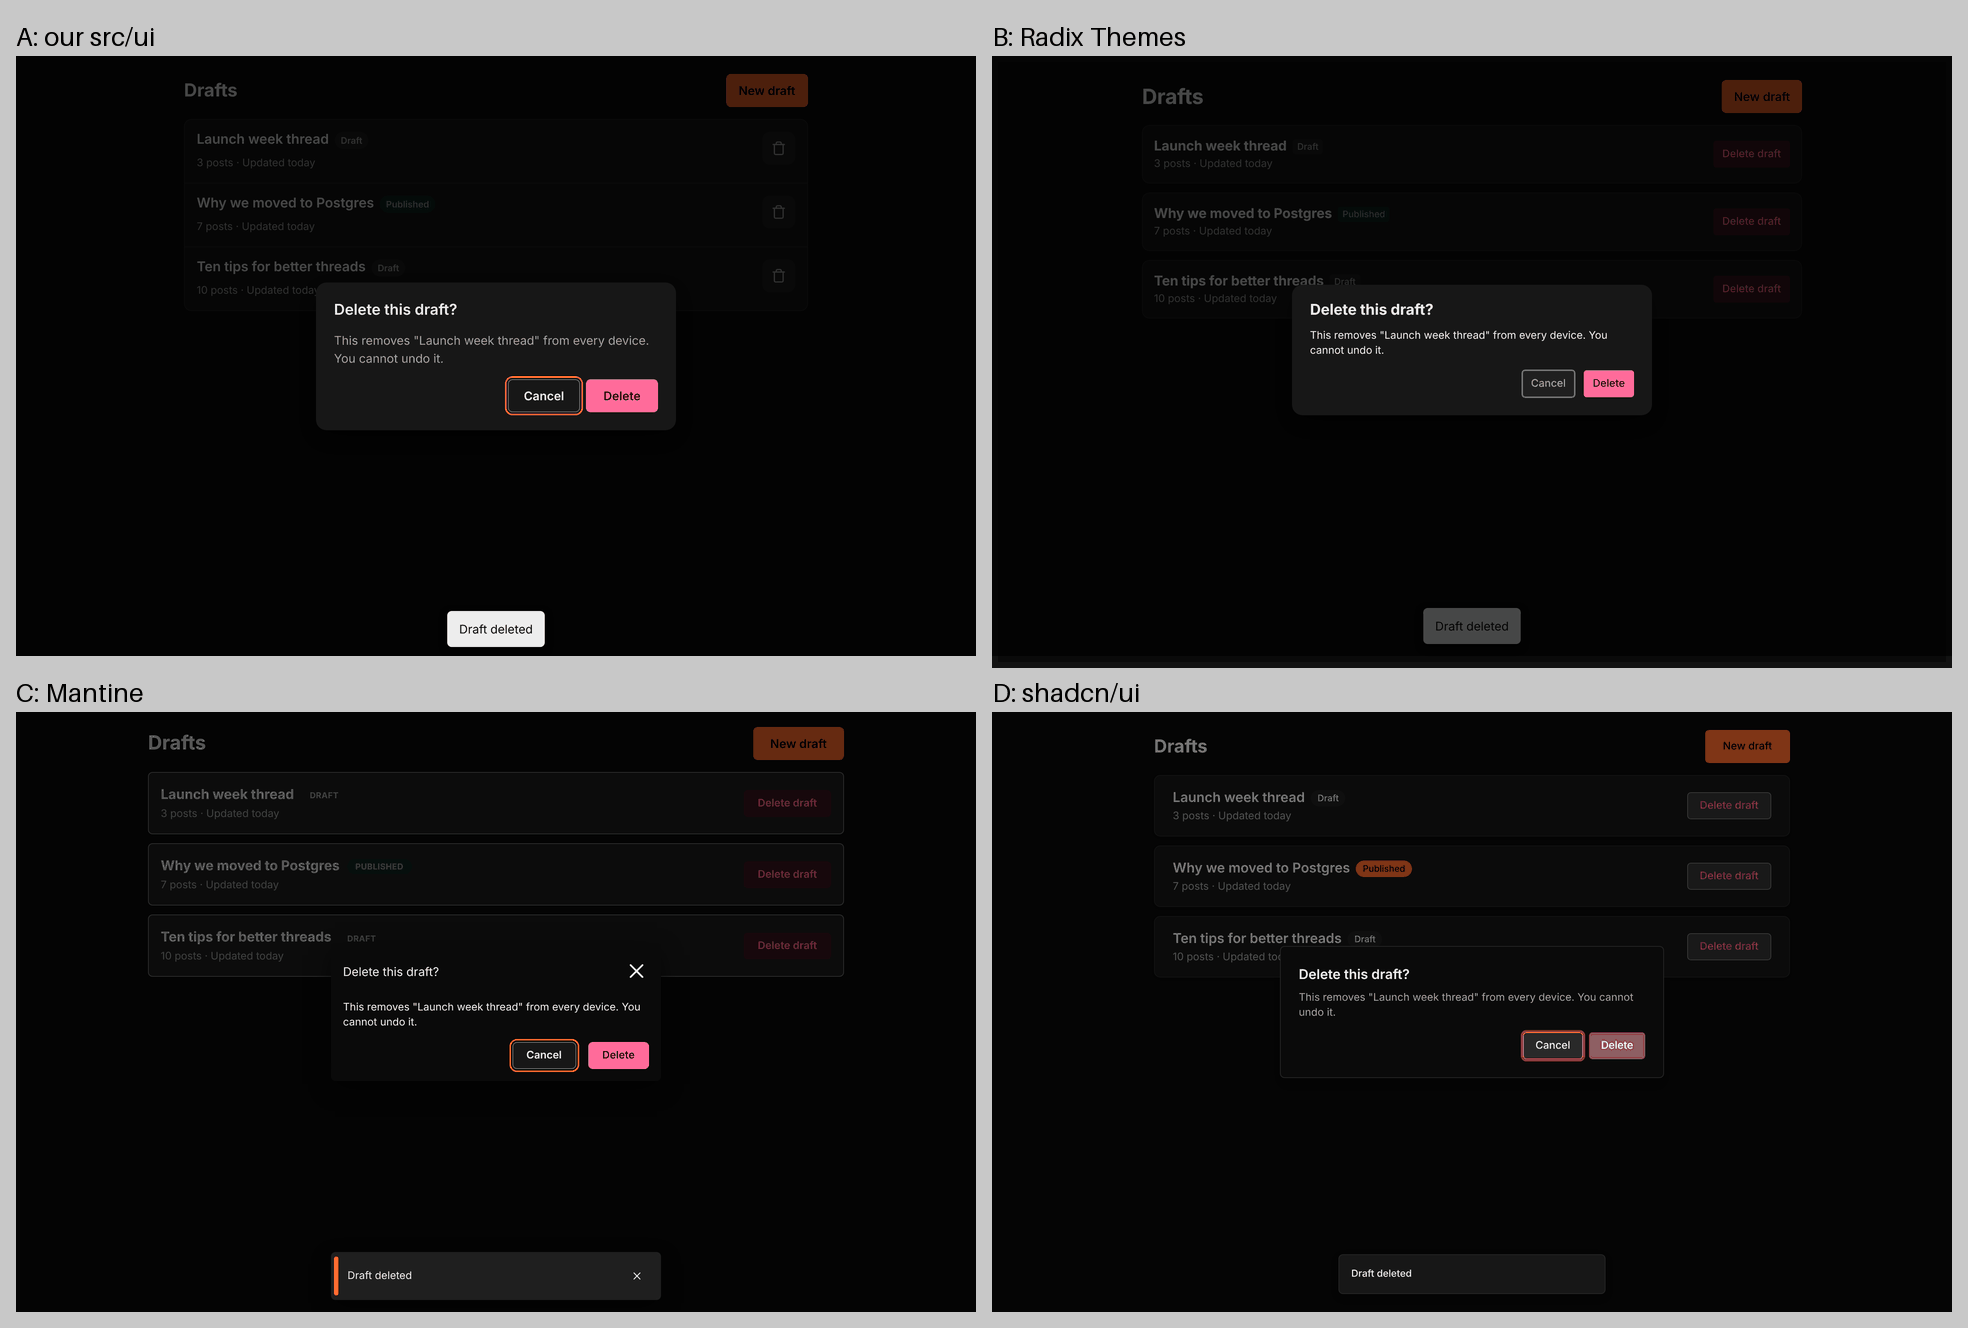 A: our src/ui
Drafts
New draft
Launch week thread Draft
3 posts · Updated today
Why we moved to Postgres Published
7 posts · Updated today
Ten tips for better threads Draft
10 posts · Updated today
Delete this draft?
This removes "Launch week thread" from every device.
You cannot undo it.
Cancel Delete
Draft deleted
B: Radix Themes
Drafts
New draft
Launch week thread Draft
3 posts · Updated today
Delete draft
Why we moved to Postgres Published
7 posts · Updated today
Delete draft
Ten tips for better threads Draft
10 posts · Updated today
Delete draft
Delete this draft?
This removes "Launch week thread" from every device. You
cannot undo it.
Cancel Delete
Draft deleted
C: Mantine
Drafts
New draft
Launch week thread DRAFT
3 posts · Updated today
Delete draft
Why we moved to Postgres PUBLISHED
7 posts · Updated today
Delete draft
Ten tips for better threads DRAFT
10 posts · Updated today
Delete draft
Delete this draft?
This removes "Launch week thread" from every device. You
cannot undo it.
Cancel Delete
Draft deleted
D: shadcn/ui
Drafts
New draft
Launch week thread Draft
3 posts · Updated today
Delete draft
Why we moved to Postgres Published
7 posts · Updated today
Delete draft
Ten tips for better threads Draft
10 posts · Updated to
Delete draft
Delete this draft?
This removes "Launch week thread" from every device. You cannot
undo it.
Cancel Delete
Draft deleted